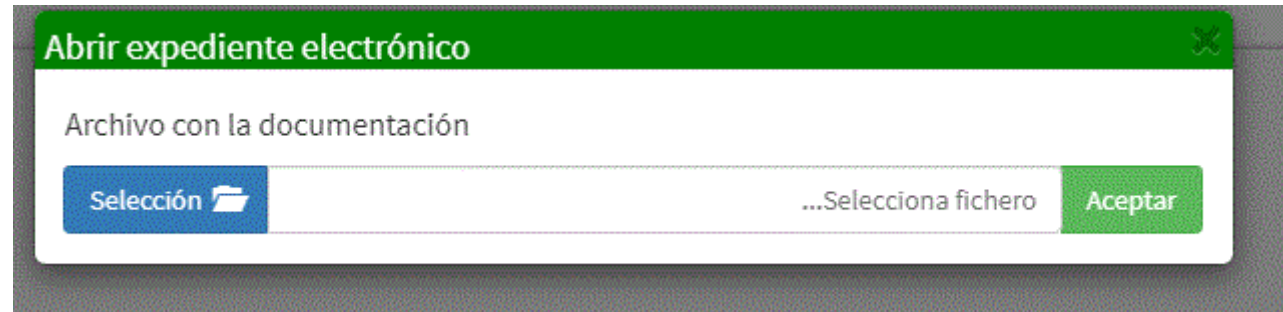 Abrir expediente electrónico
Archivo con la documentación
Selección ...Selecciona fichero Aceptar